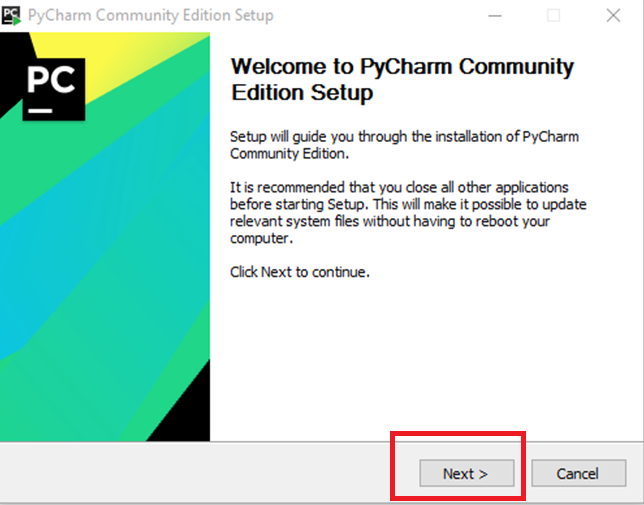 PC
PyCharm Community Edition Setup
PC
Welcome to PyCharm Community
Edition Setup
Setup will guide you through the installation of PyCharm
Community Edition.
It is recommended that you close all other applications
before starting Setup. This will make it possible to update
relevant system files without having to reboot your
computer.
Click Next to continue.
Next >
Cancel